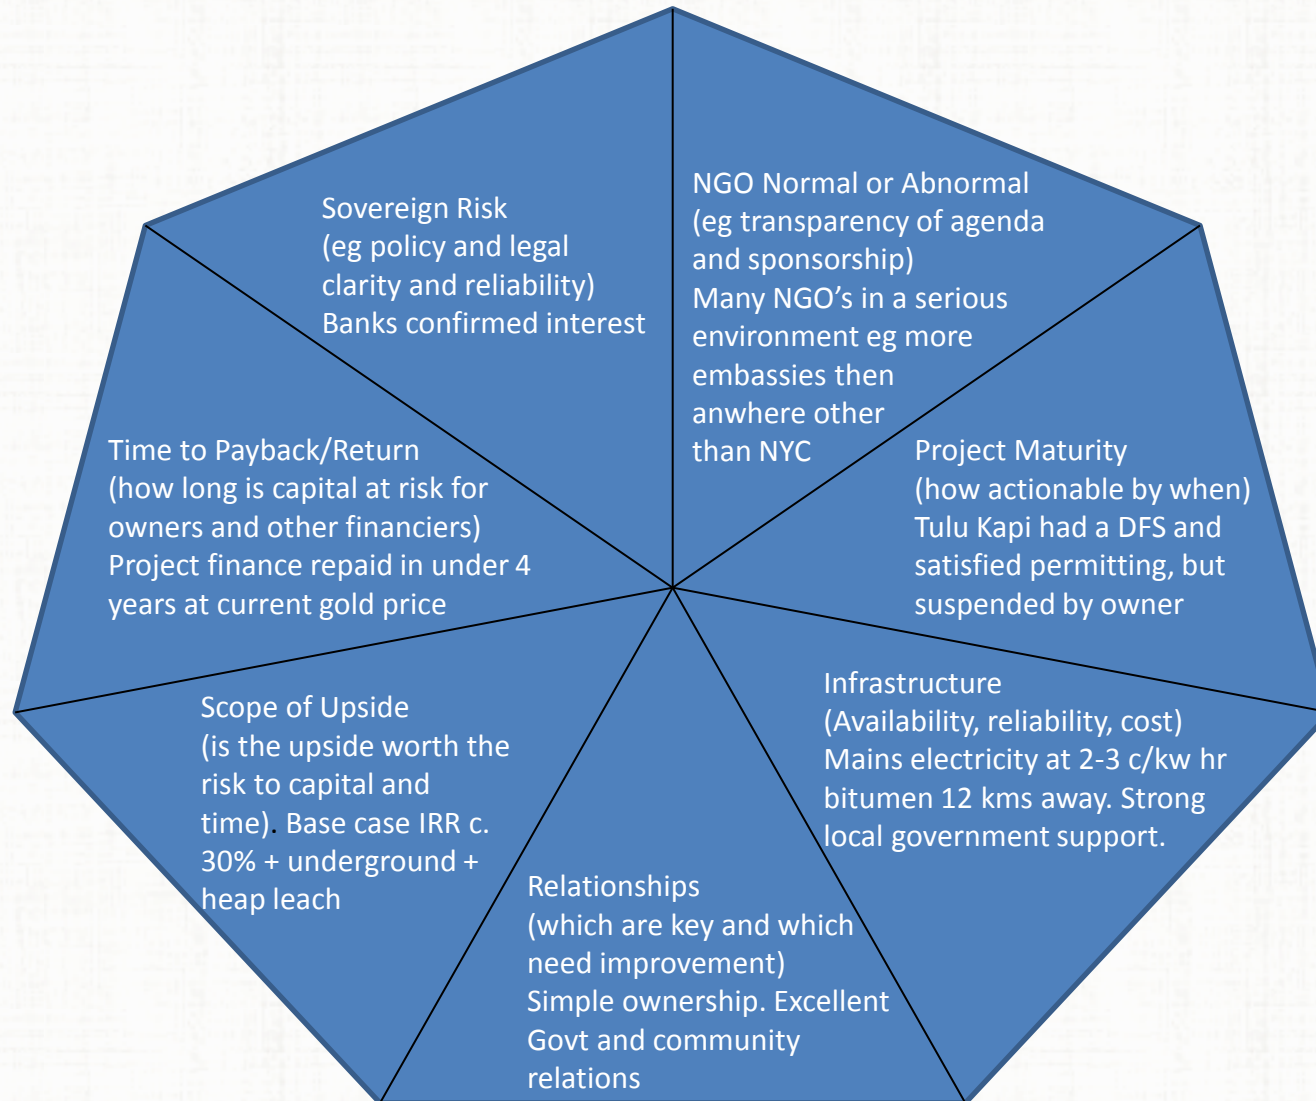 Sovereign Risk
(eg policy and legal
clarity and reliability)
Banks confirmed interest
NGO Normal or Abnormal
(eg transparency of agenda
and sponsorship)
Many NGO’s in a serious
environment eg more
embassies then
anwhere other
than NYC
Time to Payback/Return
(how long is capital at risk for
owners and other financiers)
Project finance repaid in under 4
years at current gold price
Project Maturity
(how actionable by when)
Tulu Kapi had a DFS and
satisfied permitting, but
suspended by owner
Scope of Upside
(is the upside worth the
risk to capital and
time). Base case IRR c.
30% + underground +
heap leach
Infrastructure
(Availability, reliability, cost)
Mains electricity at 2-3 c/kw hr
bitumen 12 kms away. Strong
local government support.
Relationships
(which are key and which
need improvement)
Simple ownership. Excellent
Govt and community
relations